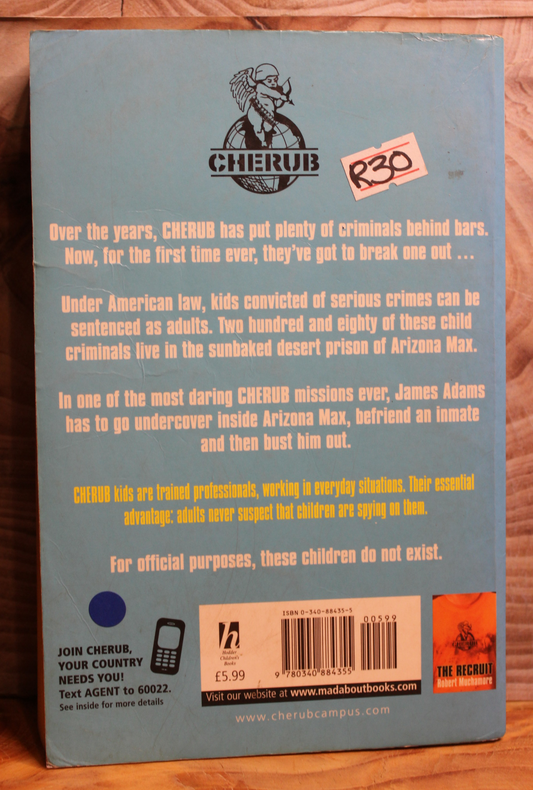 CHERUB
R30
Over the years, CHERUB has put plenty of criminals behind bars.
Now, for the first time ever, they've got to break one out ...
Under American law, kids convicted of serious crimes can be
sentenced as adults. Two hundred and eighty of these child
criminals live in the sunbaked desert prison of Arizona Max.
In one of the most daring CHERUB missions ever, James Adams
has to go undercover inside Arizona Max, befriend an inmate
and then bust him out.
CHERUB kids are trained professionals, working in everyday situations. Their essential
advantage: adults never suspect that children are spying on them.
For official purposes, these children do not exist.
JOIN CHERUB,
YOUR COUNTRY
NEEDS YOU!
Text AGENT to 60022.
See inside for more details
h
Hodder
Children's
Books
£5.99
ISBN 0-340-88435-5
00599
9 780340 884355
Visit our website at www.madaboutbooks.com
www.cherubcampus.com
THE RECRUIT
Robert Muchamore